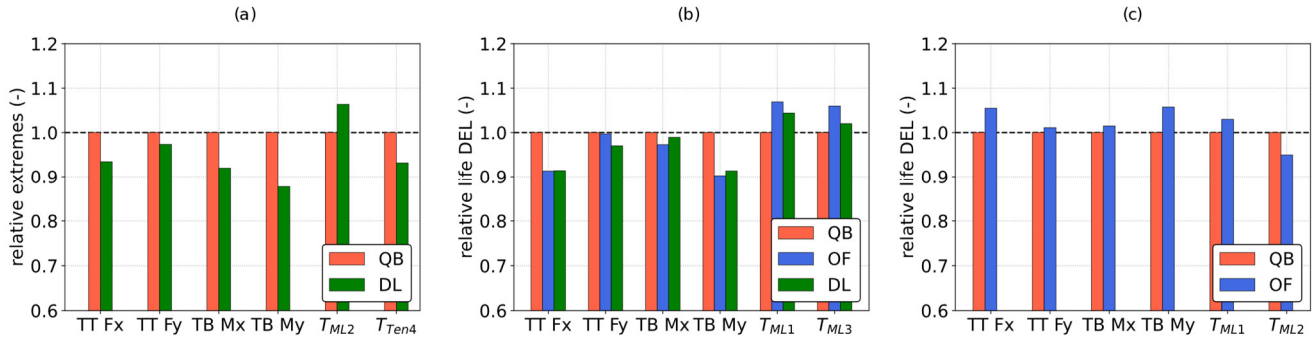 (a)
relative extremes (-)
1.2
1.1
1.0
0.9
0.8
0.7
0.6
TT Fx TT Fy TB Mx TB My T_ML2 T_Ten4
QB
DL
(b)
relative life DEL (-)
1.2
1.1
1.0
0.9
0.8
0.7
0.6
TT Fx TT Fy TB Mx TB My T_ML1 T_ML3
QB
OF
DL
(c)
relative life DEL (-)
1.2
1.1
1.0
0.9
0.8
0.7
0.6
TT Fx TT Fy TB Mx TB My T_ML1 T_ML2
QB
OF